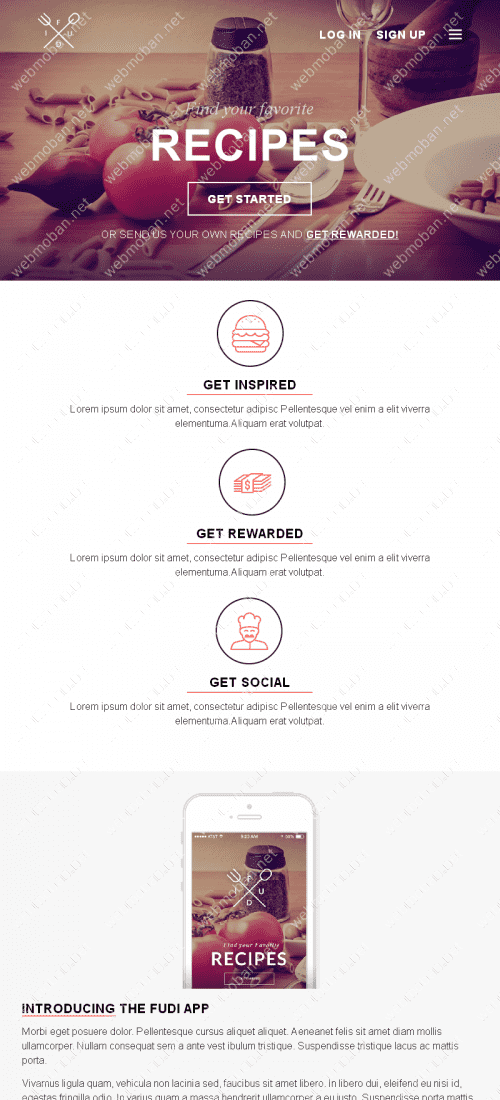 F
I U
D
LOG IN SIGN UP
Find your favorite
RECIPES
GET STARTED
OR SEND US YOUR OWN RECIPES AND GET REWARDED!
webmoban.net
GET INSPIRED
Lorem ipsum dolor sit amet, consectetur adipisc Pellentesque vel enim a elit viverra
elementuma.Aliquam erat volutpat.
$
GET REWARDED
Lorem ipsum dolor sit amet, consectetur adipisc Pellentesque vel enim a elit viverra
elementuma.Aliquam erat volutpat.
GET SOCIAL
Lorem ipsum dolor sit amet, consectetur adipisc Pellentesque vel enim a elit viverra
elementuma.Aliquam erat volutpat.
F
I U
D
Find your Favorite
RECIPES
INTRODUCING THE FUDI APP
Morbi eget posuere dolor. Pellentesque cursus aliquet aliquet. Aeneanet felis sit amet diam mollis
ullamcorper. Nullam consequat sem a ante vest ibulum tristique. Suspendisse tristique lacus ac mattis
porta.
Vivamus ligula quam, vehicula non lacinia sed, faucibus sit amet libero. In libero dui, eleifend eu nisi id,
egestas fringilla odio. In varius quam a massa hendrerit ullamcorper a eu justo. Suspendisse porta mattis